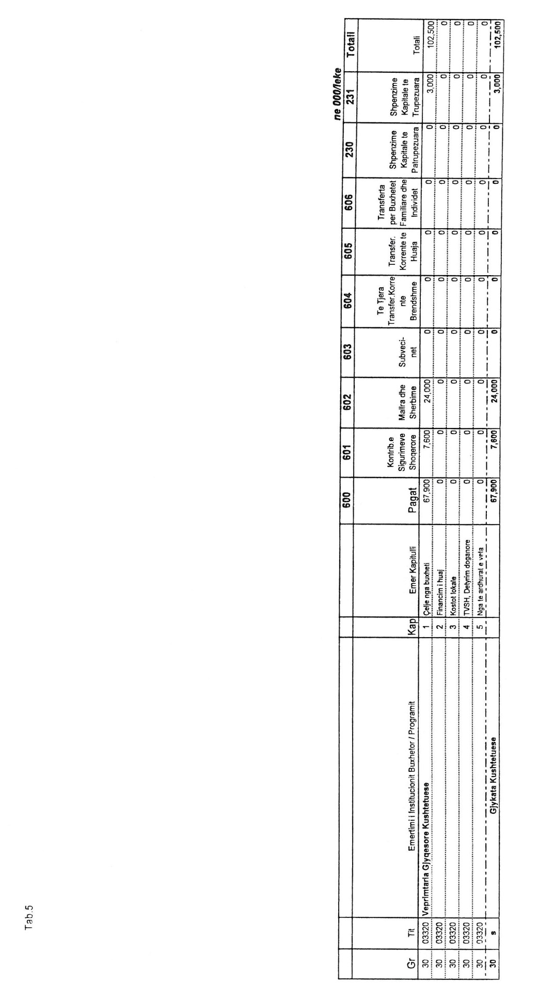 Tab.5
ne 000/leke
600 601 602 603 604 605 606 230 231 Totali
Gr Tit Emertimi i Institucionit Buxhetor / Programit Kap Emer Kapitulli Pagat Kontrib.e Sigurimeve Shoqerore Mallra dhe Sherbime Subveci-net Te Tjera Transfer.Korrente Brendshme Transfer. Korrente te Huaja Transferta per Buxhetet Familiare dhe Individet Shpenzime Kapitale te Patrupezuara Shpenzime Kapitale te Trupezuara Totali
30 03320 Veprimtaria Gjyqesore Kushtetuese 1 Çelje nga buxheti 67,900 7,600 24,000 0 0 0 0 0 3,000 102,500
30 03320 2 Financim i huaj 0 0 0 0 0 0 0 0 0 0
30 03320 3 Kostot lokale 0 0 0 0 0 0 0 0 0 0
30 03320 4 TVSH, Detyrim doganore 0 0 0 0 0 0 0 0 0 0
30 03320 5 Nga te ardhurat e veta 0 0 0 0 0 0 0 0 0 0
30 s Gjykata Kushtetuese 67,900 7,600 24,000 0 0 0 0 0 3,000 102,500